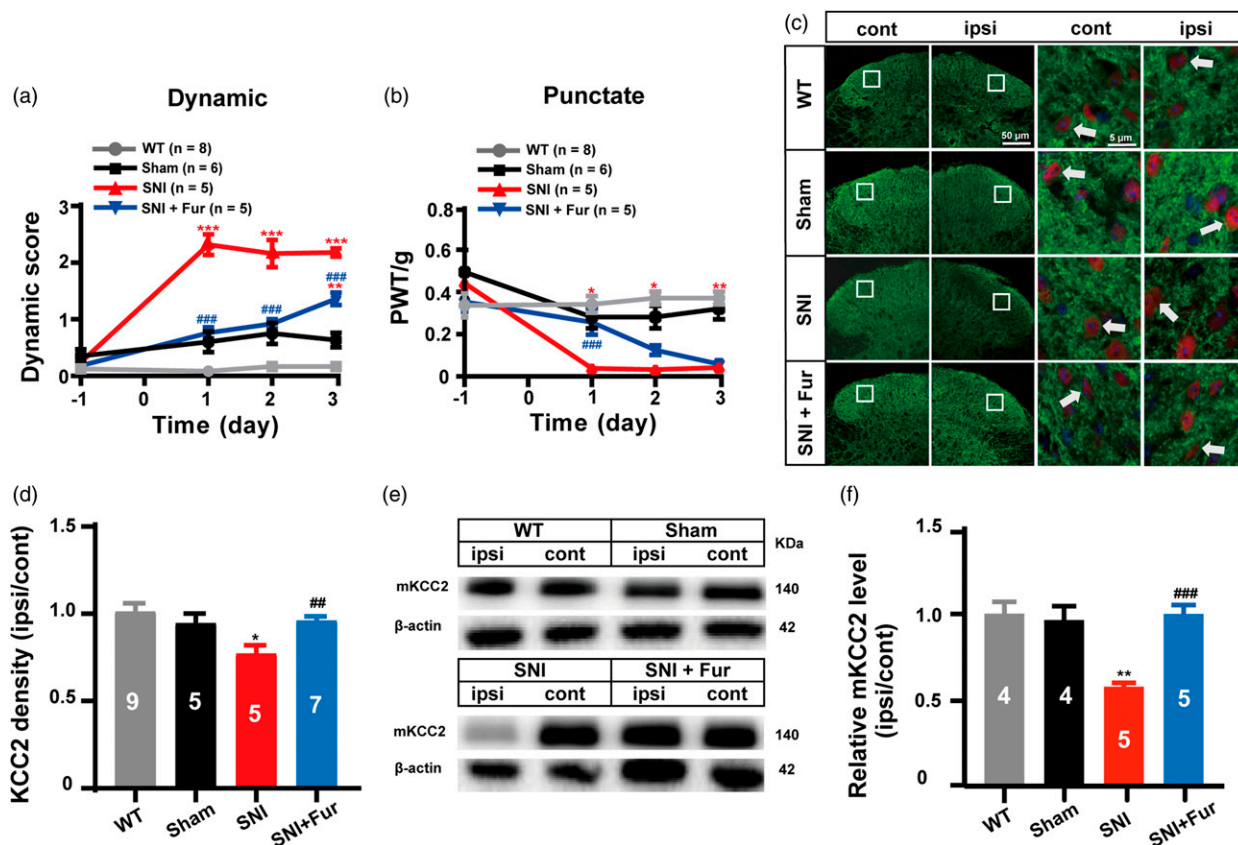 (a)
Dynamic
WT (n = 8)
Sham (n = 6)
SNI (n = 5)
SNI + Fur (n = 5)
Dynamic score
3
2
1
0
***
***
***
###
###
###
**
-1
0
1
2
3
Time (day)
(b)
Punctate
WT (n = 8)
Sham (n = 6)
SNI (n = 5)
SNI + Fur (n = 5)
PWT/g
0.8
0.6
0.4
0.2
0
*
*
**
###
-1
0
1
2
3
Time (day)
(c)
cont ipsi cont ipsi
WT
50 µm
5 µm
Sham
SNI
SNI + Fur
(d)
KCC2 density (ipsi/cont)
1.5
1.0
0.5
0
*
##
9
5
5
7
WT
Sham
SNI
SNI+Fur
(e)
WT Sham
ipsi cont ipsi cont
KDa
mKCC2 140
β-actin 42
SNI SNI + Fur
ipsi cont ipsi cont
mKCC2 140
β-actin 42
(f)
Relative mKCC2 level
(ipsi/cont)
1.5
1.0
0.5
0
**
###
4
4
5
5
WT
Sham
SNI
SNI+Fur